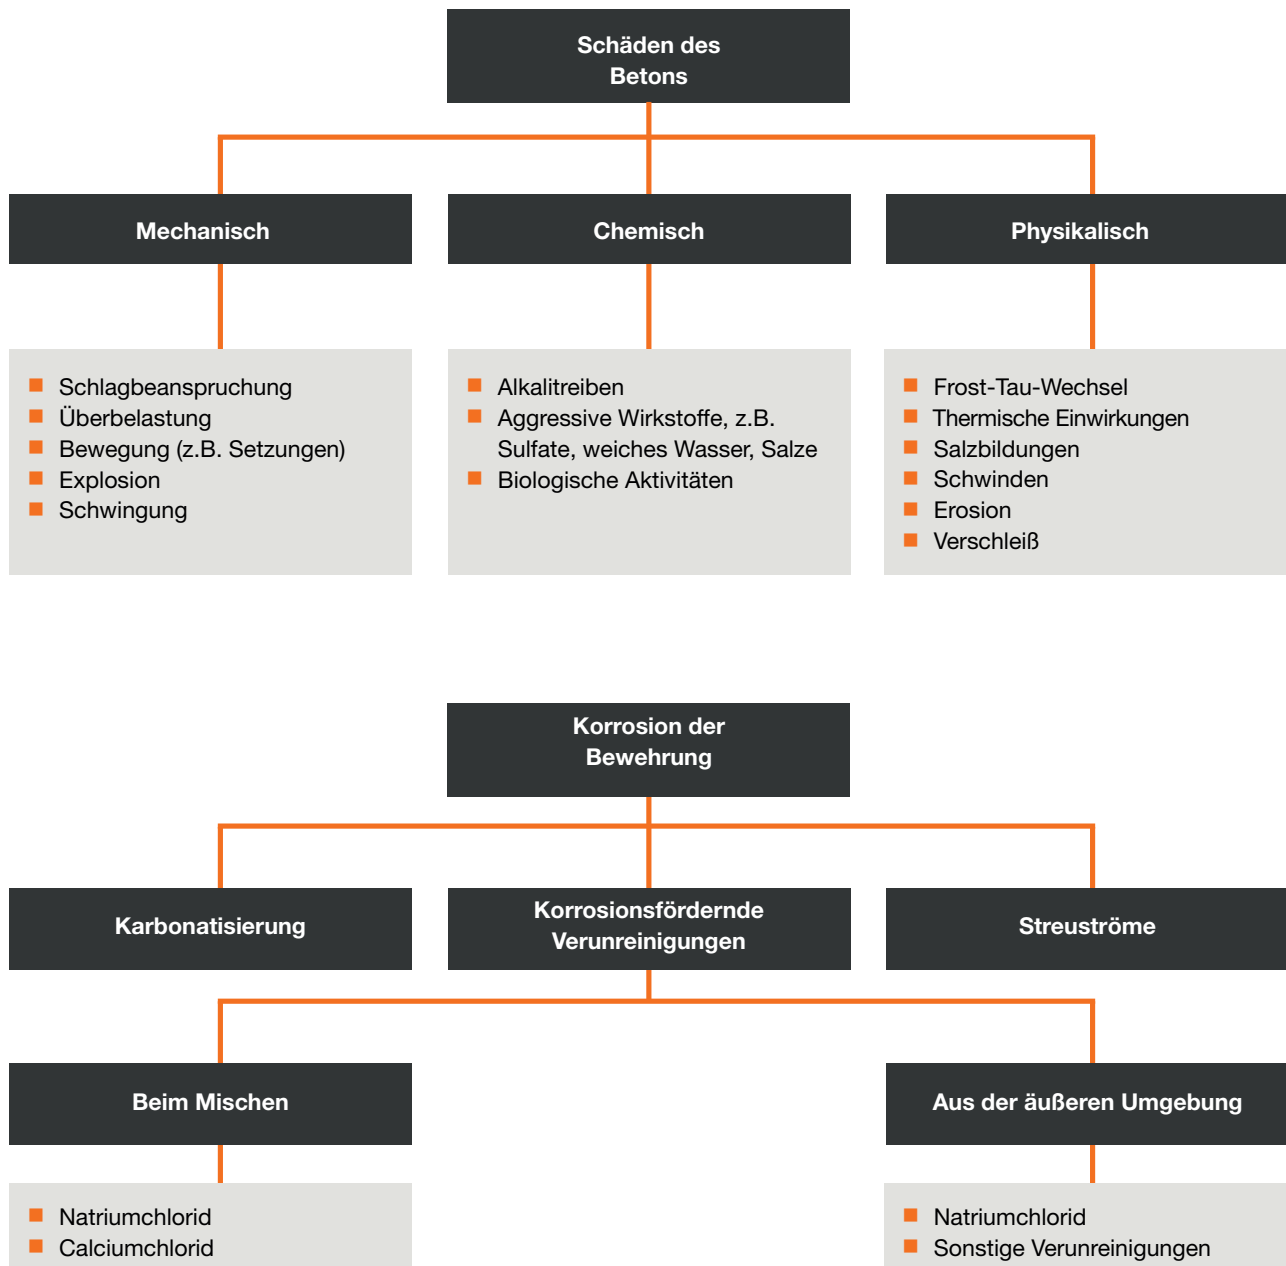 Schäden des
Betons
Mechanisch
Chemisch
Physikalisch
Schlagbeanspruchung
Überbelastung
Bewegung (z.B. Setzungen)
Explosion
Schwingung
Alkalitreiben
Aggressive Wirkstoffe, z.B.
Sulfate, weiches Wasser, Salze
Biologische Aktivitäten
Frost-Tau-Wechsel
Thermische Einwirkungen
Salzbildungen
Schwinden
Erosion
Verschleiß
Korrosion der
Bewehrung
Karbonatisierung
Korrosionsfördernde
Verunreinigungen
Streuströme
Beim Mischen
Aus der äußeren Umgebung
Natriumchlorid
Calciumchlorid
Natriumchlorid
Sonstige Verunreinigungen